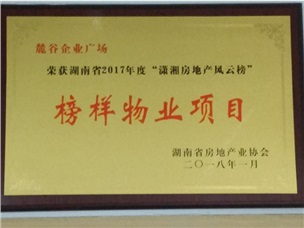 麓谷企业广场
荣获湖南省2017年度“潇湘房地产风云榜”
榜样物业项目
湖南省房地产业协会
二〇一八年一月